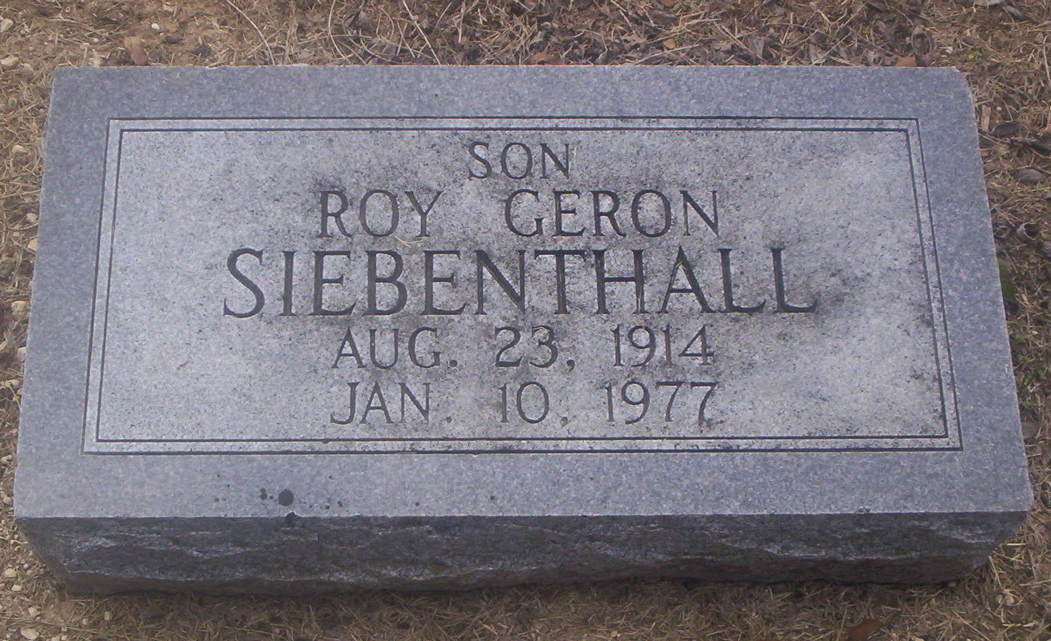 SON
ROY GERON
SIEBENTHALL
AUG. 23, 1914
JAN. 10, 1977